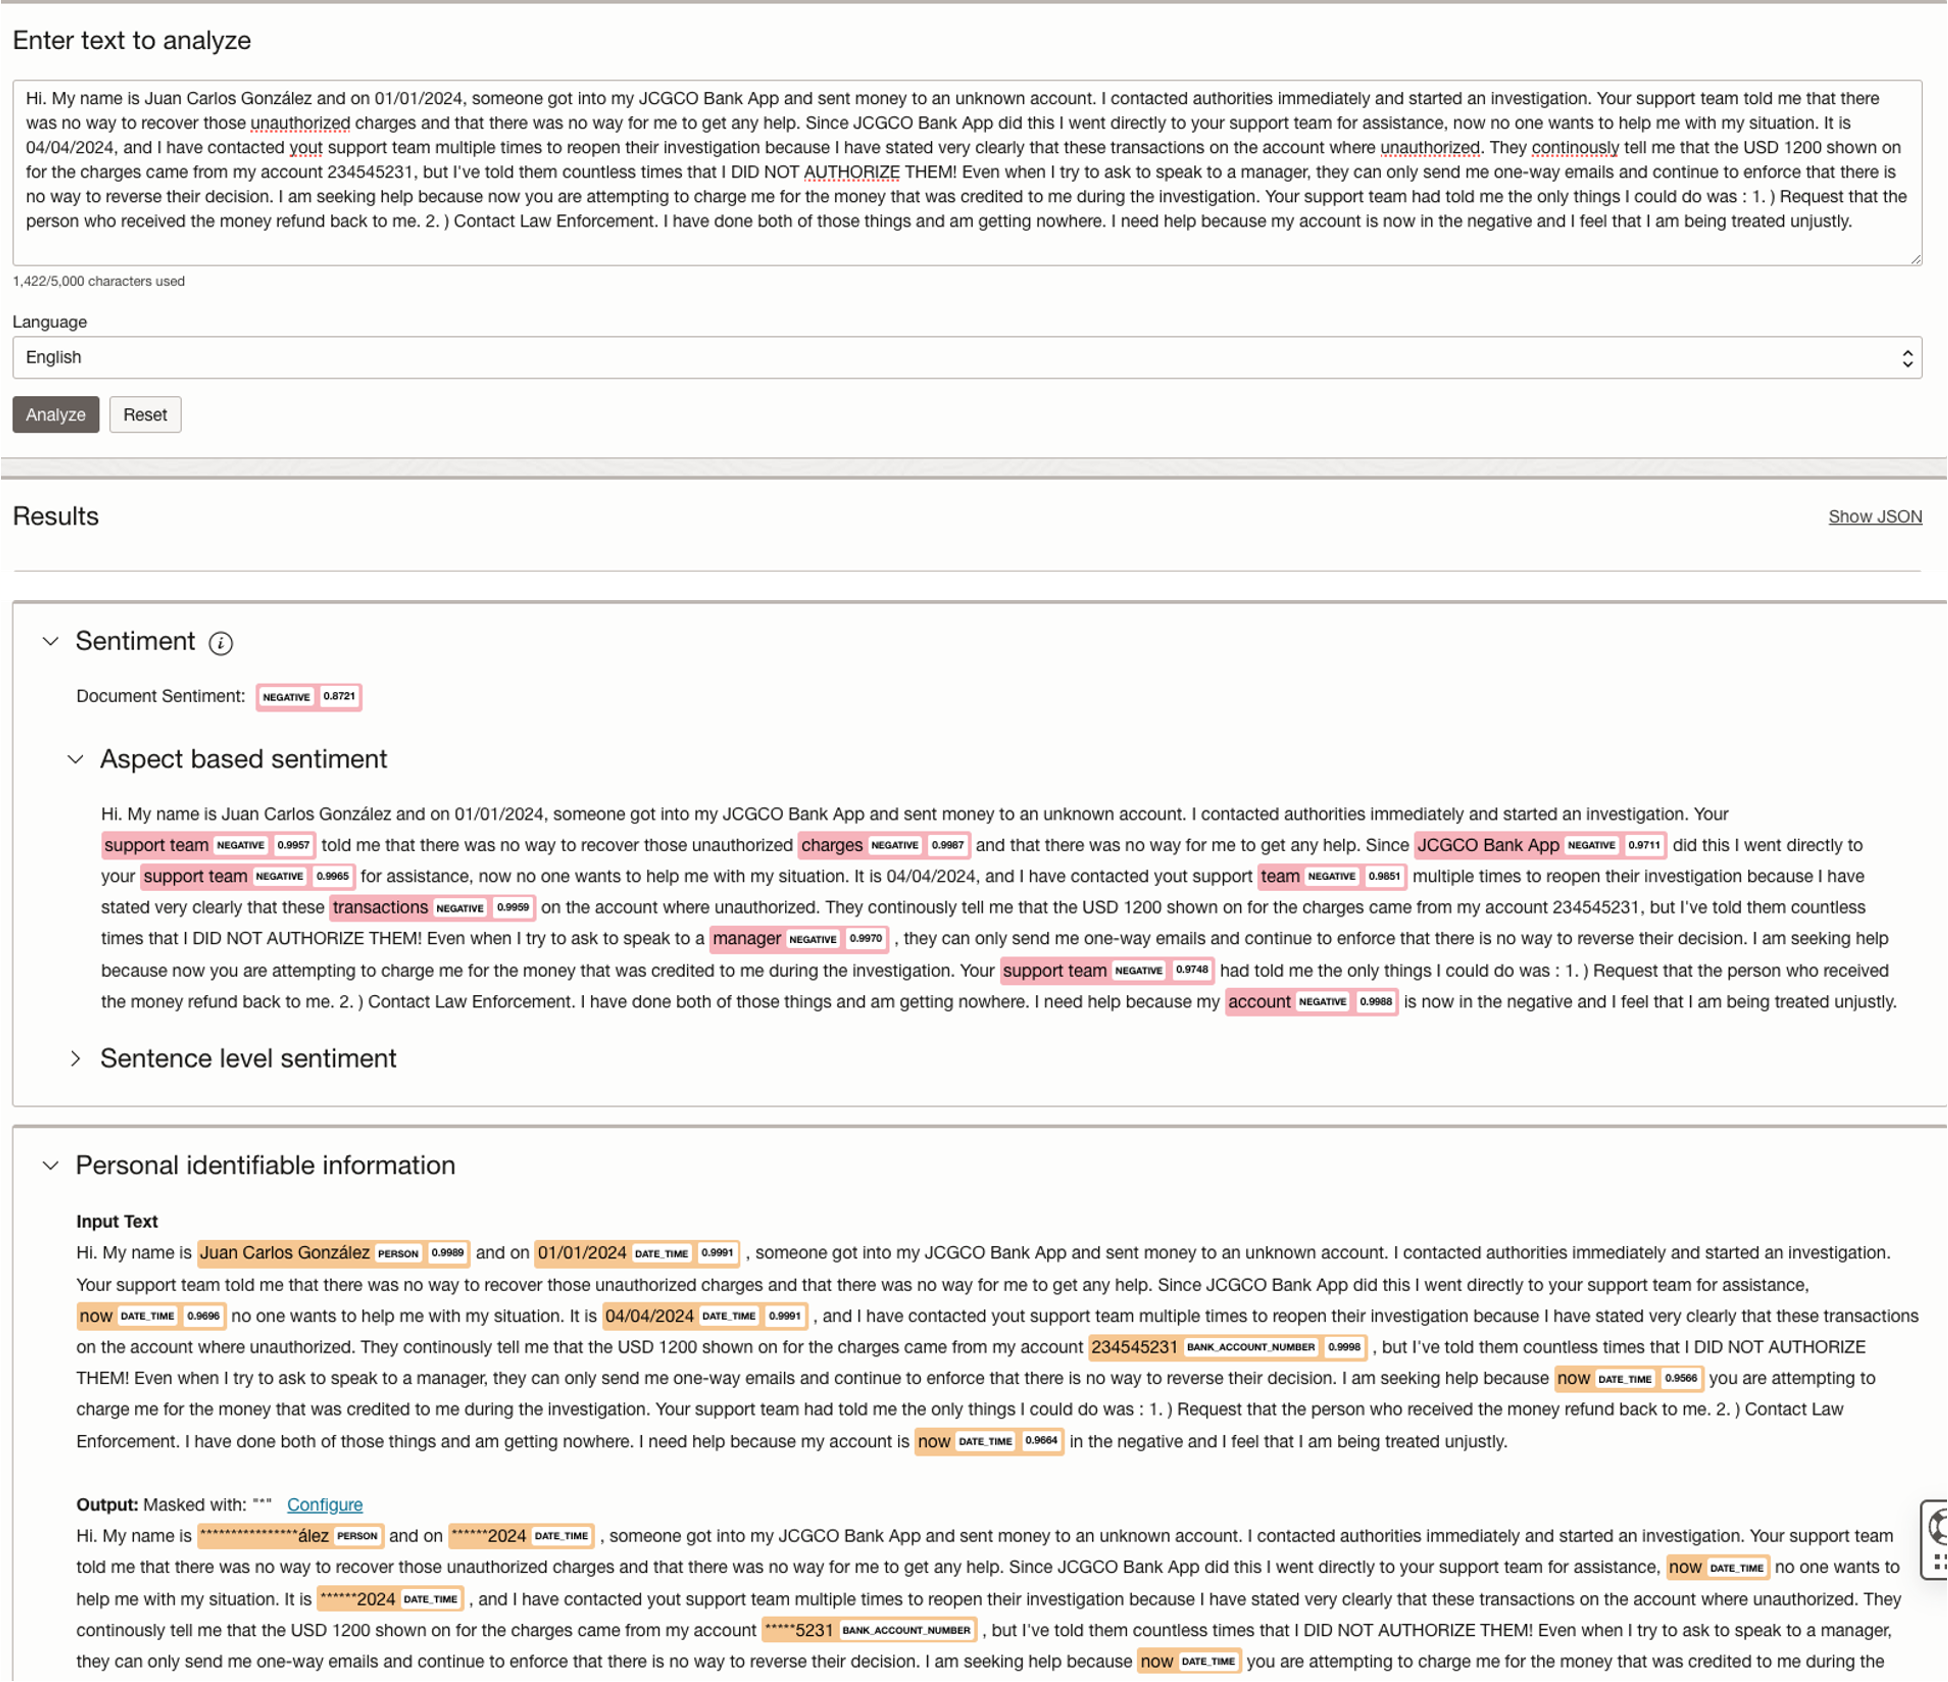 Enter text to analyze
Hi. My name is Juan Carlos González and on 01/01/2024, someone got into my JCGCO Bank App and sent money to an unknown account. I contacted authorities immediately and started an investigation. Your support team told me that there
was no way to recover those unauthorized charges and that there was no way for me to get any help. Since JCGCO Bank App did this I went directly to your support team for assistance, now no one wants to help me with my situation. It is
04/04/2024, and I have contacted yout support team multiple times to reopen their investigation because I have stated very clearly that these transactions on the account where unauthorized. They continously tell me that the USD 1200 shown on
for the charges came from my account 234545231, but I've told them countless times that I DID NOT AUTHORIZE THEM! Even when I try to ask to speak to a manager, they can only send me one-way emails and continue to enforce that there is
no way to reverse their decision. I am seeking help because now you are attempting to charge me for the money that was credited to me during the investigation. Your support team had told me the only things I could do was : 1. ) Request that the
person who received the money refund back to me. 2. ) Contact Law Enforcement. I have done both of those things and am getting nowhere. I need help because my account is now in the negative and I feel that I am being treated unjustly.
1,422/5,000 characters used
Language
English
Analyze Reset
Results Show JSON
Sentiment i
Document Sentiment: NEGATIVE 0.8721
Aspect based sentiment
Hi. My name is Juan Carlos González and on 01/01/2024, someone got into my JCGCO Bank App and sent money to an unknown account. I contacted authorities immediately and started an investigation. Your
support team NEGATIVE 0.9957 told me that there was no way to recover those unauthorized charges NEGATIVE 0.9987 and that there was no way for me to get any help. Since JCGCO Bank App NEGATIVE 0.9711 did this I went directly to
your support team NEGATIVE 0.9965 for assistance, now no one wants to help me with my situation. It is 04/04/2024, and I have contacted yout support team NEGATIVE 0.9851 multiple times to reopen their investigation because I have
stated very clearly that these transactions NEGATIVE 0.9959 on the account where unauthorized. They continously tell me that the USD 1200 shown on for the charges came from my account 234545231, but I've told them countless
times that I DID NOT AUTHORIZE THEM! Even when I try to ask to speak to a manager NEGATIVE 0.9970 , they can only send me one-way emails and continue to enforce that there is no way to reverse their decision. I am seeking help
because now you are attempting to charge me for the money that was credited to me during the investigation. Your support team NEGATIVE 0.9748 had told me the only things I could do was : 1. ) Request that the person who received
the money refund back to me. 2. ) Contact Law Enforcement. I have done both of those things and am getting nowhere. I need help because my account NEGATIVE 0.9988 is now in the negative and I feel that I am being treated unjustly.
Sentence level sentiment
Personal identifiable information
Input Text
Hi. My name is Juan Carlos González PERSON 0.9989 and on 01/01/2024 DATE_TIME 0.9991 , someone got into my JCGCO Bank App and sent money to an unknown account. I contacted authorities immediately and started an investigation.
Your support team told me that there was no way to recover those unauthorized charges and that there was no way for me to get any help. Since JCGCO Bank App did this I went directly to your support team for assistance,
now DATE_TIME 0.9696 no one wants to help me with my situation. It is 04/04/2024 DATE_TIME 0.9991 , and I have contacted yout support team multiple times to reopen their investigation because I have stated very clearly that these transactions
on the account where unauthorized. They continously tell me that the USD 1200 shown on for the charges came from my account 234545231 BANK_ACCOUNT_NUMBER 0.9998 , but I've told them countless times that I DID NOT AUTHORIZE
THEM! Even when I try to ask to speak to a manager, they can only send me one-way emails and continue to enforce that there is no way to reverse their decision. I am seeking help because now DATE_TIME 0.9566 you are attempting to
charge me for the money that was credited to me during the investigation. Your support team had told me the only things I could do was : 1. ) Request that the person who received the money refund back to me. 2. ) Contact Law
Enforcement. I have done both of those things and am getting nowhere. I need help because my account is now DATE_TIME 0.9664 in the negative and I feel that I am being treated unjustly.
Output: Masked with: "*" Configure
Hi. My name is ****************ález PERSON and on ******2024 DATE_TIME , someone got into my JCGCO Bank App and sent money to an unknown account. I contacted authorities immediately and started an investigation. Your support team
told me that there was no way to recover those unauthorized charges and that there was no way for me to get any help. Since JCGCO Bank App did this I went directly to your support team for assistance, now DATE_TIME no one wants to
help me with my situation. It is ******2024 DATE_TIME , and I have contacted yout support team multiple times to reopen their investigation because I have stated very clearly that these transactions on the account where unauthorized. They
continously tell me that the USD 1200 shown on for the charges came from my account *****5231 BANK_ACCOUNT_NUMBER , but I've told them countless times that I DID NOT AUTHORIZE THEM! Even when I try to ask to speak to a manager,
they can only send me one-way emails and continue to enforce that there is no way to reverse their decision. I am seeking help because now DATE_TIME you are attempting to charge me for the money that was credited to me during the